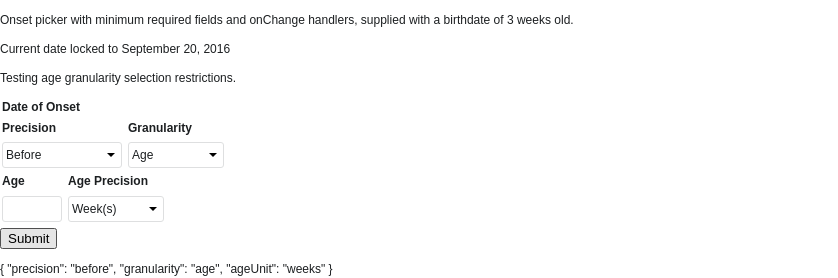 Onset picker with minimum required fields and onChange handlers, supplied with a birthdate of 3 weeks old.
Current date locked to September 20, 2016
Testing age granularity selection restrictions.
Date of Onset
Precision Granularity
Before Age
Age Age Precision
Week(s)
Submit
{ "precision": "before", "granularity": "age", "ageUnit": "weeks" }